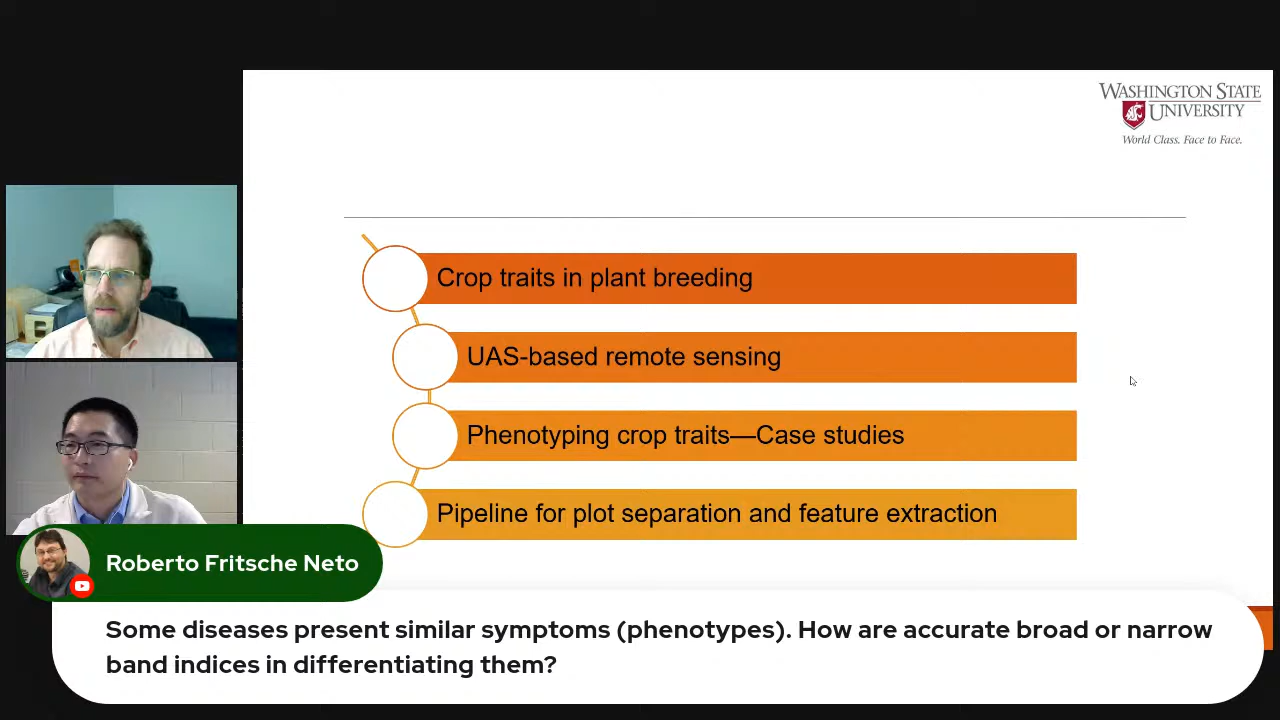 WASHINGTON STATE
UNIVERSITY
World Class. Face to Face.
Crop traits in plant breeding
UAS-based remote sensing
Phenotyping crop traits—Case studies
Pipeline for plot separation and feature extraction
Roberto Fritsche Neto
Some diseases present similar symptoms (phenotypes). How are accurate broad or narrow
band indices in differentiating them?